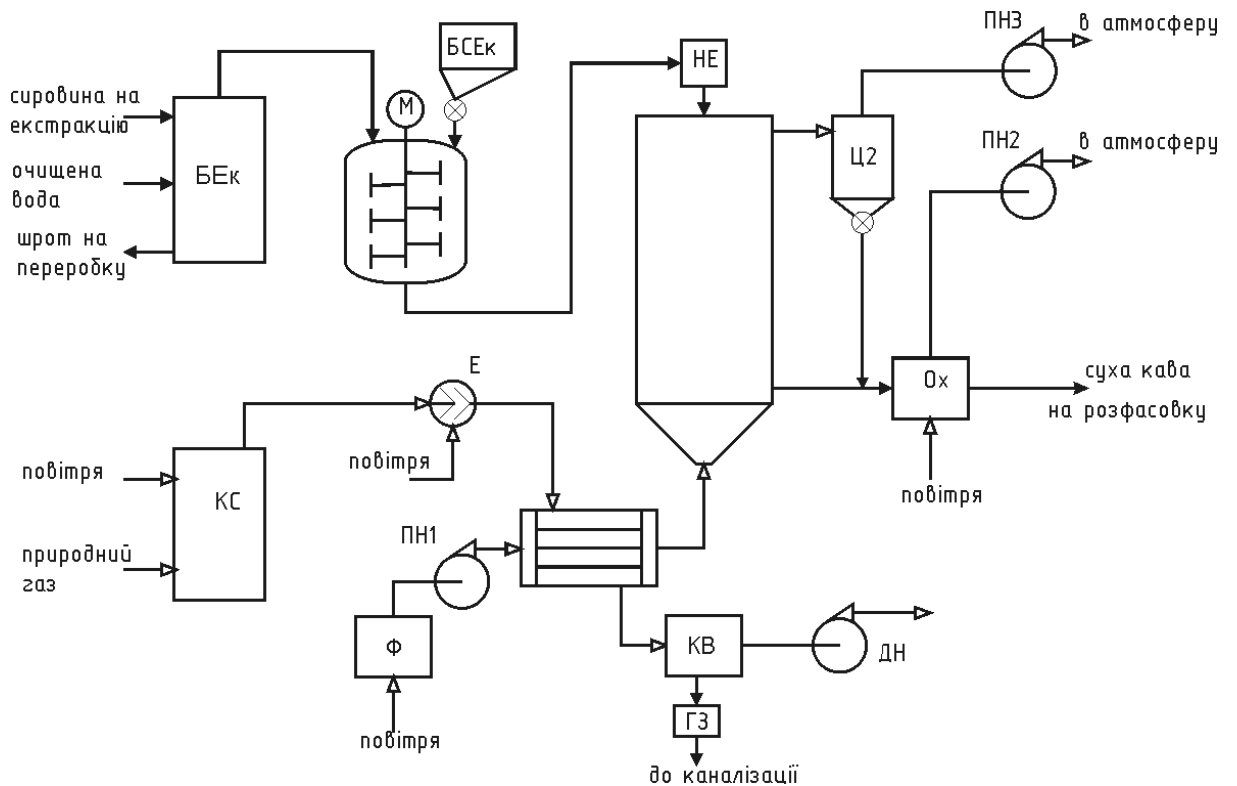 ПН3
в атмосферу
БСЕк
НЕ
сировина на
екстракцію
М
Ц2
ПН2
в атмосферу
очищена
вода
БЕк
шрот на
переробку
Е
Ох
суха кава
на розфасовку
повітря
повітря
КС
повітря
ПН1
природний
газ
Ф
КВ
ДН
ГЗ
повітря
до каналізації